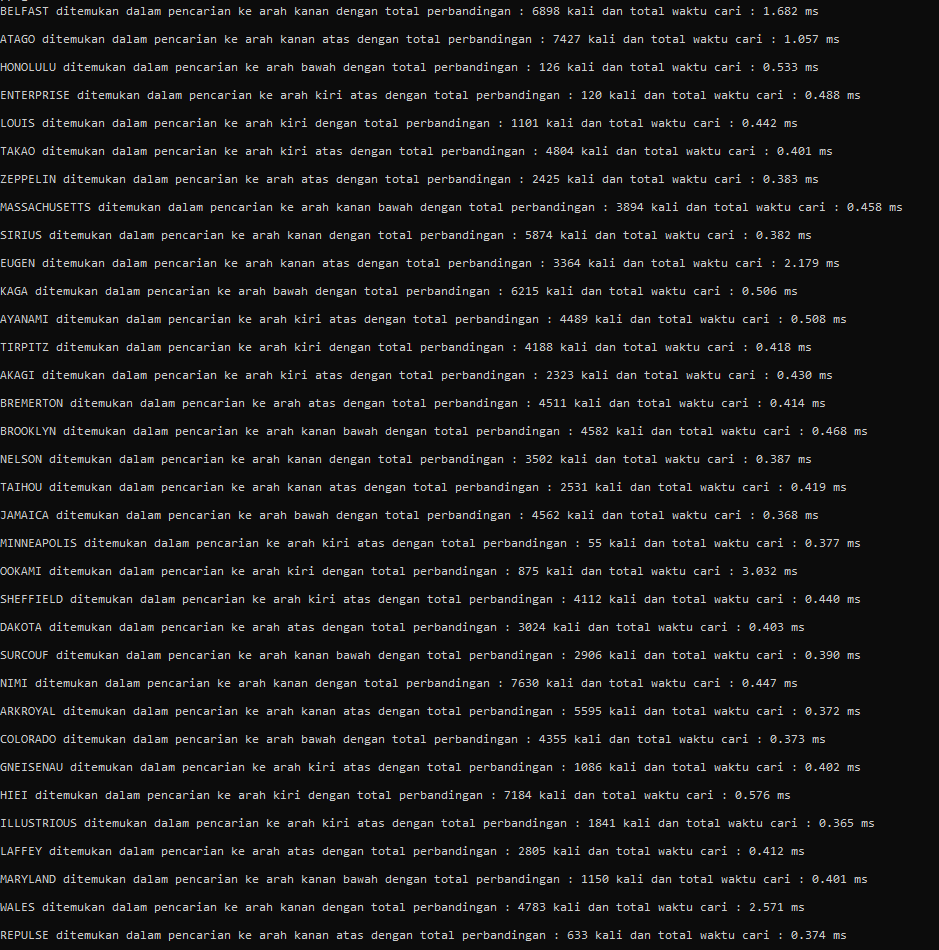 BELFAST ditemukan dalam pencarian ke arah kanan dengan total perbandingan : 6898 kali dan total waktu cari : 1.682 ms
ATAGO ditemukan dalam pencarian ke arah kanan atas dengan total perbandingan : 7427 kali dan total waktu cari : 1.057 ms
HONOLULU ditemukan dalam pencarian ke arah bawah dengan total perbandingan : 126 kali dan total waktu cari : 0.533 ms
ENTERPRISE ditemukan dalam pencarian ke arah kiri atas dengan total perbandingan : 120 kali dan total waktu cari : 0.488 ms
LOUIS ditemukan dalam pencarian ke arah kiri dengan total perbandingan : 1101 kali dan total waktu cari : 0.442 ms
TAKAO ditemukan dalam pencarian ke arah kiri atas dengan total perbandingan : 4804 kali dan total waktu cari : 0.401 ms
ZEPPELIN ditemukan dalam pencarian ke arah atas dengan total perbandingan : 2425 kali dan total waktu cari : 0.383 ms
MASSACHUSETTS ditemukan dalam pencarian ke arah kanan bawah dengan total perbandingan : 3894 kali dan total waktu cari : 0.458 ms
SIRIUS ditemukan dalam pencarian ke arah kanan dengan total perbandingan : 5874 kali dan total waktu cari : 0.382 ms
EUGEN ditemukan dalam pencarian ke arah kanan atas dengan total perbandingan : 3364 kali dan total waktu cari : 2.179 ms
KAGA ditemukan dalam pencarian ke arah bawah dengan total perbandingan : 6215 kali dan total waktu cari : 0.506 ms
AYANAMI ditemukan dalam pencarian ke arah kiri atas dengan total perbandingan : 4489 kali dan total waktu cari : 0.508 ms
TIRPITZ ditemukan dalam pencarian ke arah kiri dengan total perbandingan : 4188 kali dan total waktu cari : 0.418 ms
AKAGI ditemukan dalam pencarian ke arah kiri atas dengan total perbandingan : 2323 kali dan total waktu cari : 0.430 ms
BREMERTON ditemukan dalam pencarian ke arah atas dengan total perbandingan : 4511 kali dan total waktu cari : 0.414 ms
BROOKLYN ditemukan dalam pencarian ke arah kanan bawah dengan total perbandingan : 4582 kali dan total waktu cari : 0.468 ms
NELSON ditemukan dalam pencarian ke arah kanan dengan total perbandingan : 3502 kali dan total waktu cari : 0.387 ms
TAIHOU ditemukan dalam pencarian ke arah kanan atas dengan total perbandingan : 2531 kali dan total waktu cari : 0.419 ms
JAMAICA ditemukan dalam pencarian ke arah bawah dengan total perbandingan : 4562 kali dan total waktu cari : 0.368 ms
MINNEAPOLIS ditemukan dalam pencarian ke arah kiri atas dengan total perbandingan : 55 kali dan total waktu cari : 0.377 ms
OOKAMI ditemukan dalam pencarian ke arah kiri dengan total perbandingan : 875 kali dan total waktu cari : 3.032 ms
SHEFFIELD ditemukan dalam pencarian ke arah kiri atas dengan total perbandingan : 4112 kali dan total waktu cari : 0.440 ms
DAKOTA ditemukan dalam pencarian ke arah atas dengan total perbandingan : 3024 kali dan total waktu cari : 0.403 ms
SURCOUF ditemukan dalam pencarian ke arah kanan bawah dengan total perbandingan : 2906 kali dan total waktu cari : 0.390 ms
NIMI ditemukan dalam pencarian ke arah kanan dengan total perbandingan : 7630 kali dan total waktu cari : 0.447 ms
ARKROYAL ditemukan dalam pencarian ke arah kanan atas dengan total perbandingan : 5595 kali dan total waktu cari : 0.372 ms
COLORADO ditemukan dalam pencarian ke arah bawah dengan total perbandingan : 4355 kali dan total waktu cari : 0.373 ms
GNEISENAU ditemukan dalam pencarian ke arah kiri atas dengan total perbandingan : 1086 kali dan total waktu cari : 0.402 ms
HIEI ditemukan dalam pencarian ke arah kiri dengan total perbandingan : 7184 kali dan total waktu cari : 0.576 ms
ILLUSTRIOUS ditemukan dalam pencarian ke arah kiri atas dengan total perbandingan : 1841 kali dan total waktu cari : 0.365 ms
LAFFEY ditemukan dalam pencarian ke arah atas dengan total perbandingan : 2805 kali dan total waktu cari : 0.412 ms
MARYLAND ditemukan dalam pencarian ke arah kanan bawah dengan total perbandingan : 1150 kali dan total waktu cari : 0.401 ms
WALES ditemukan dalam pencarian ke arah kanan dengan total perbandingan : 4783 kali dan total waktu cari : 2.571 ms
REPULSE ditemukan dalam pencarian ke arah kanan atas dengan total perbandingan : 633 kali dan total waktu cari : 0.374 ms